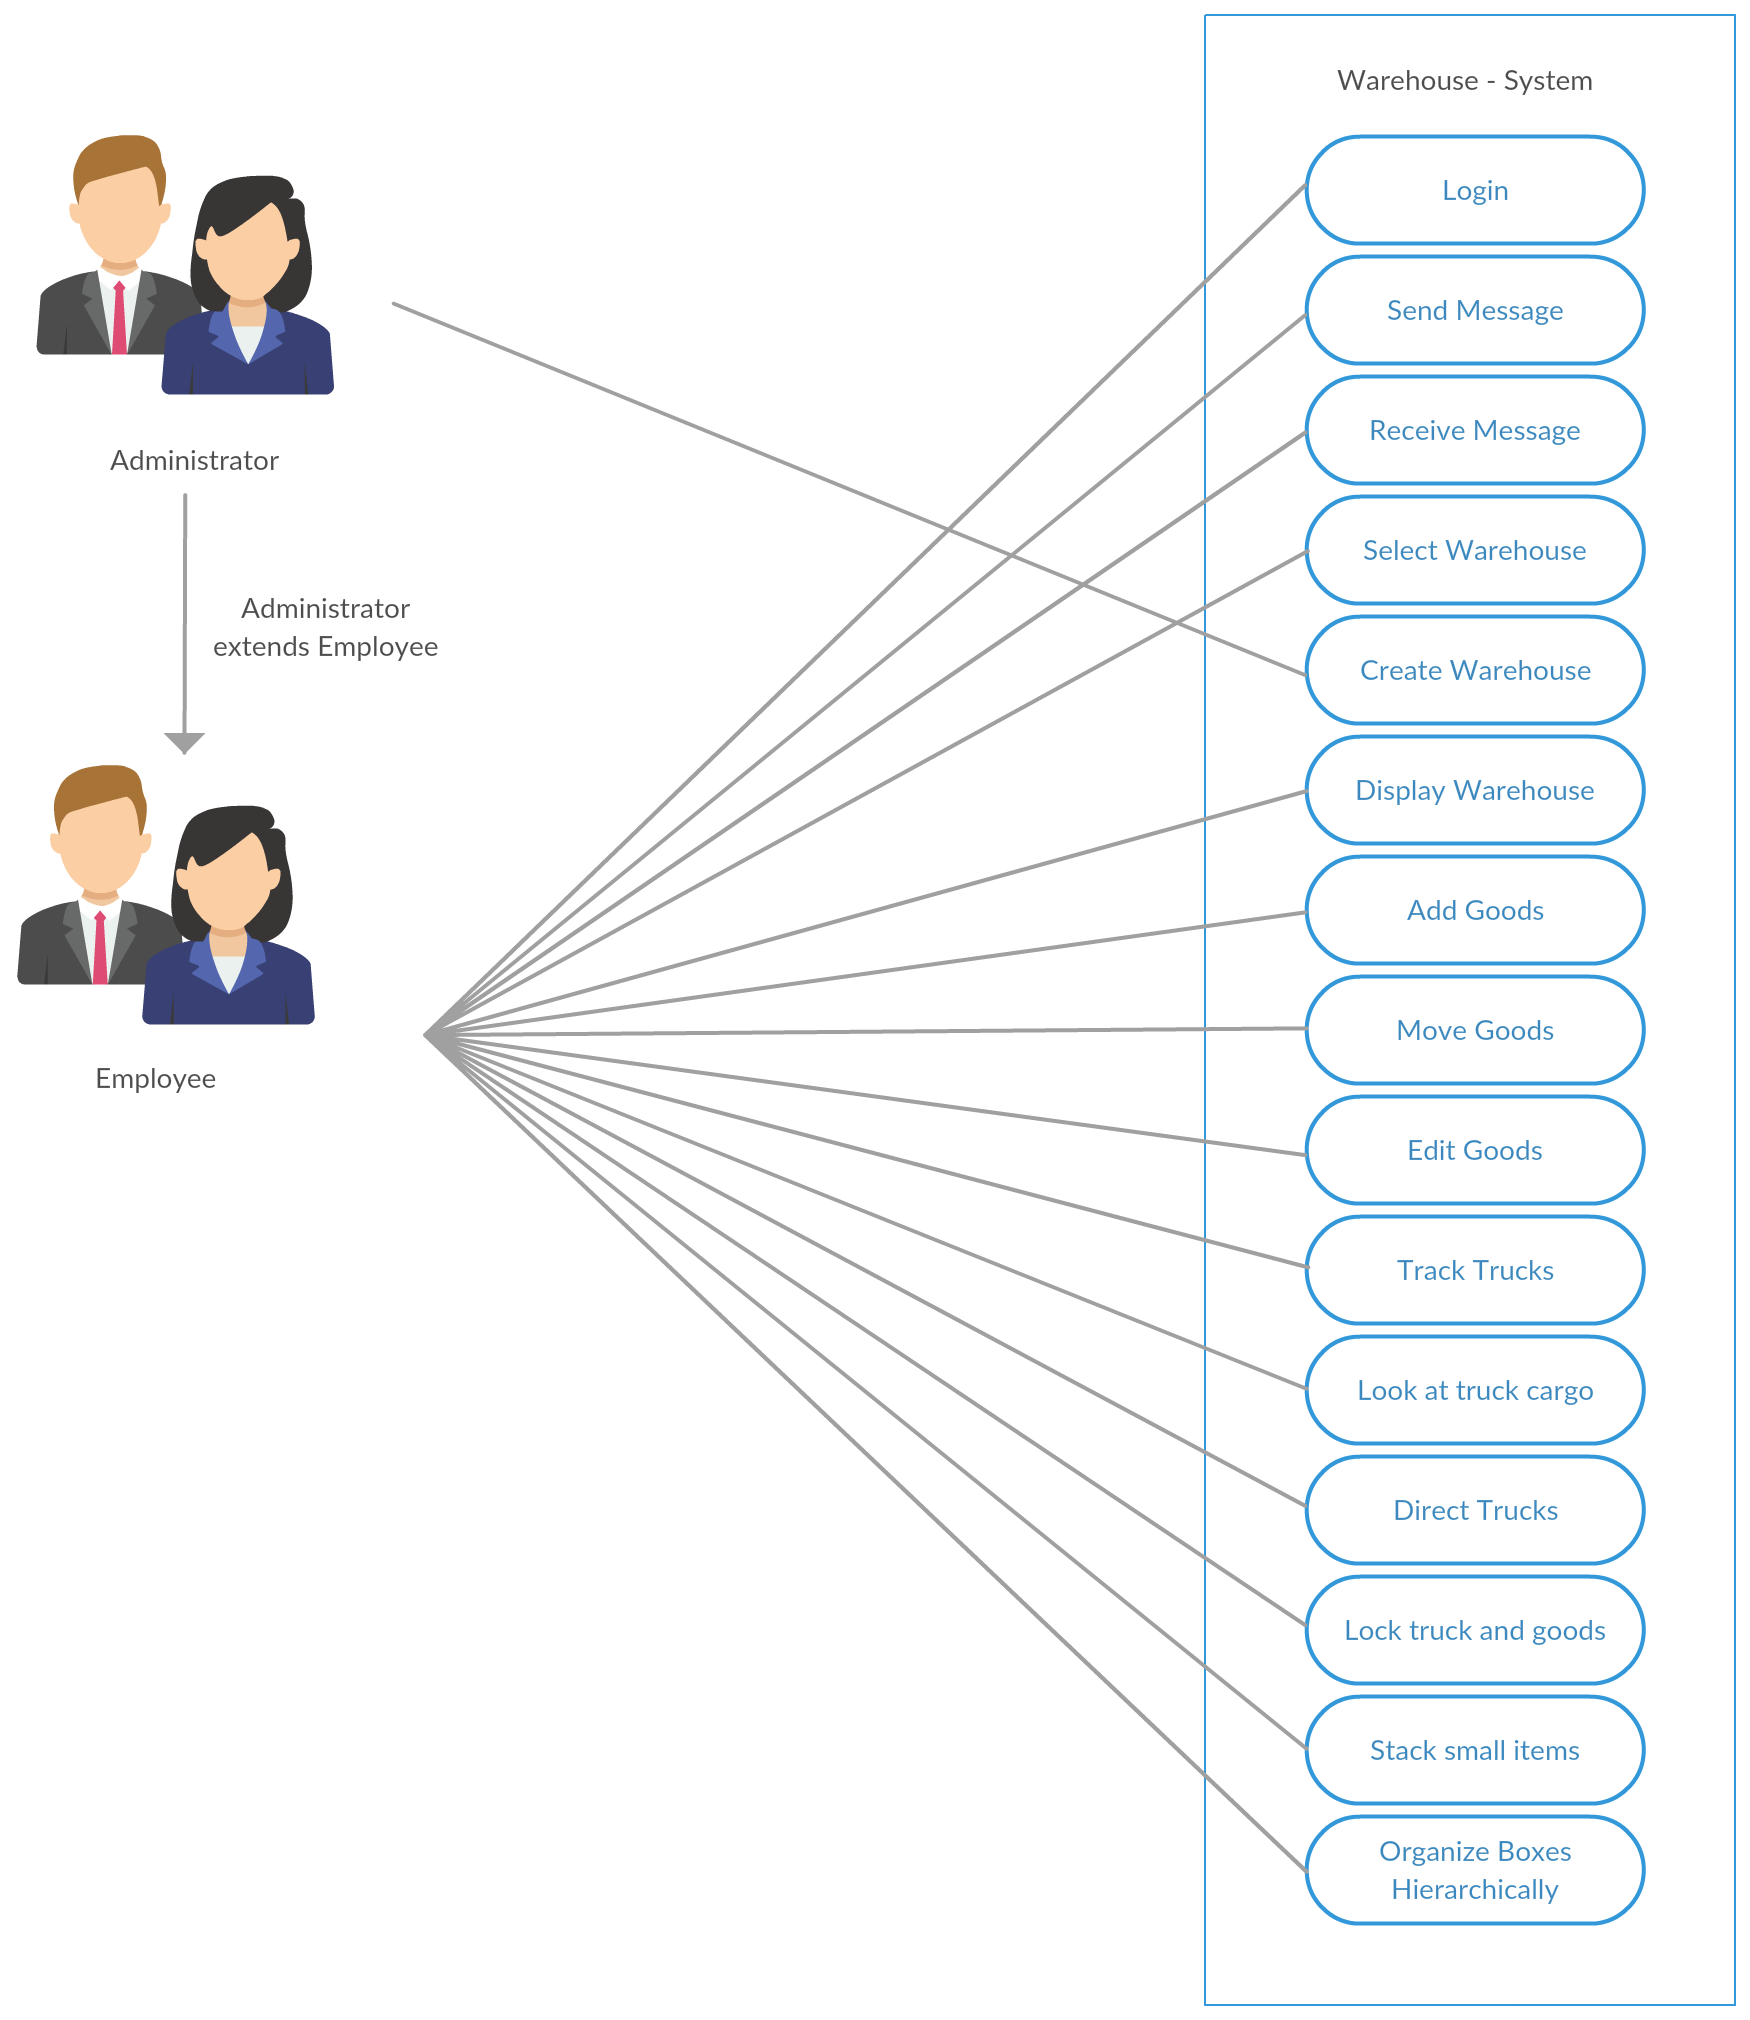 Warehouse - System
Login
Send Message
Receive Message
Select Warehouse
Create Warehouse
Display Warehouse
Add Goods
Move Goods
Edit Goods
Track Trucks
Look at truck cargo
Direct Trucks
Lock truck and goods
Stack small items
Organize Boxes
Hierarchically
Administrator
Administrator
extends Employee
Employee